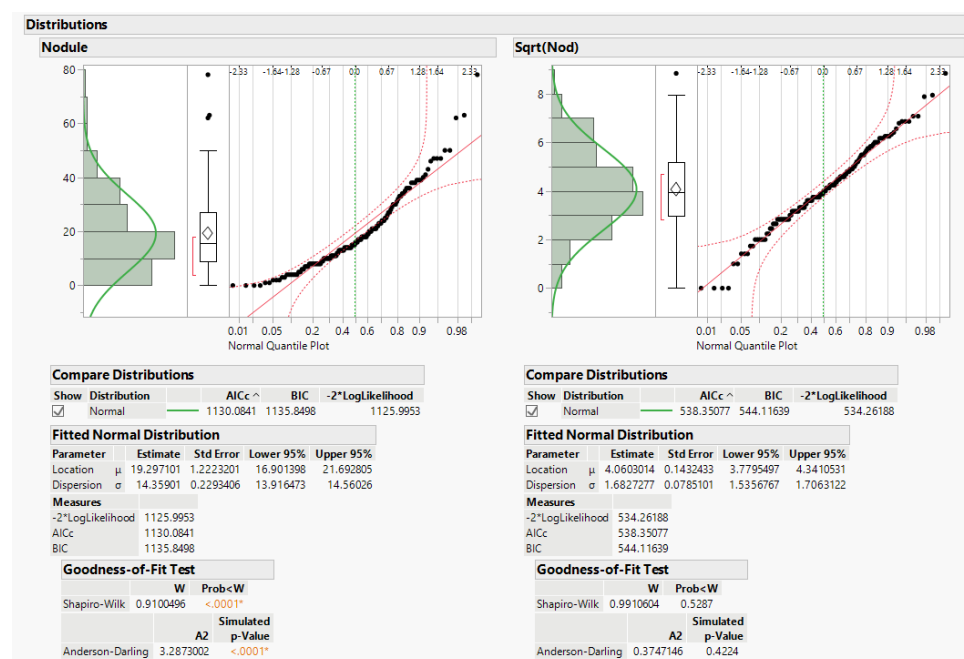 Distributions
Nodule
80
60
40
20
0
-2.33 -1.64 -1.28 -0.67 0.0 0.67 1.28 1.64 2.33
0.01 0.05 0.2 0.4 0.6 0.8 0.9 0.98
Normal Quantile Plot
Compare Distributions
Show Distribution AICc ^ BIC -2*LogLikelihood
Normal 1130.0841 1135.8498 1125.9953
Fitted Normal Distribution
Parameter Estimate Std Error Lower 95% Upper 95%
Location μ 19.297101 1.2223201 16.901398 21.692805
Dispersion σ 14.35901 0.2293406 13.916473 14.56026
Measures
-2*LogLikelihood 1125.9953
AICc 1130.0841
BIC 1135.8498
Goodness-of-Fit Test
W Prob<W
Shapiro-Wilk 0.9100496 <.0001*
Simulated
A2 p-Value
Anderson-Darling 3.2873002 <.0001*
Sqrt(Nod)
8
6
4
2
0
-2.33 -1.64 -1.28 -0.67 0.0 0.67 1.28 1.64 2.33
0.01 0.05 0.2 0.4 0.6 0.8 0.9 0.98
Normal Quantile Plot
Compare Distributions
Show Distribution AICc ^ BIC -2*LogLikelihood
Normal 538.35077 544.11639 534.26188
Fitted Normal Distribution
Parameter Estimate Std Error Lower 95% Upper 95%
Location μ 4.0603014 0.1432433 3.7795497 4.3410531
Dispersion σ 1.6827277 0.0785101 1.5356767 1.7063122
Measures
-2*LogLikelihood 534.26188
AICc 538.35077
BIC 544.11639
Goodness-of-Fit Test
W Prob<W
Shapiro-Wilk 0.9910604 0.5287
Simulated
A2 p-Value
Anderson-Darling 0.3747146 0.4224